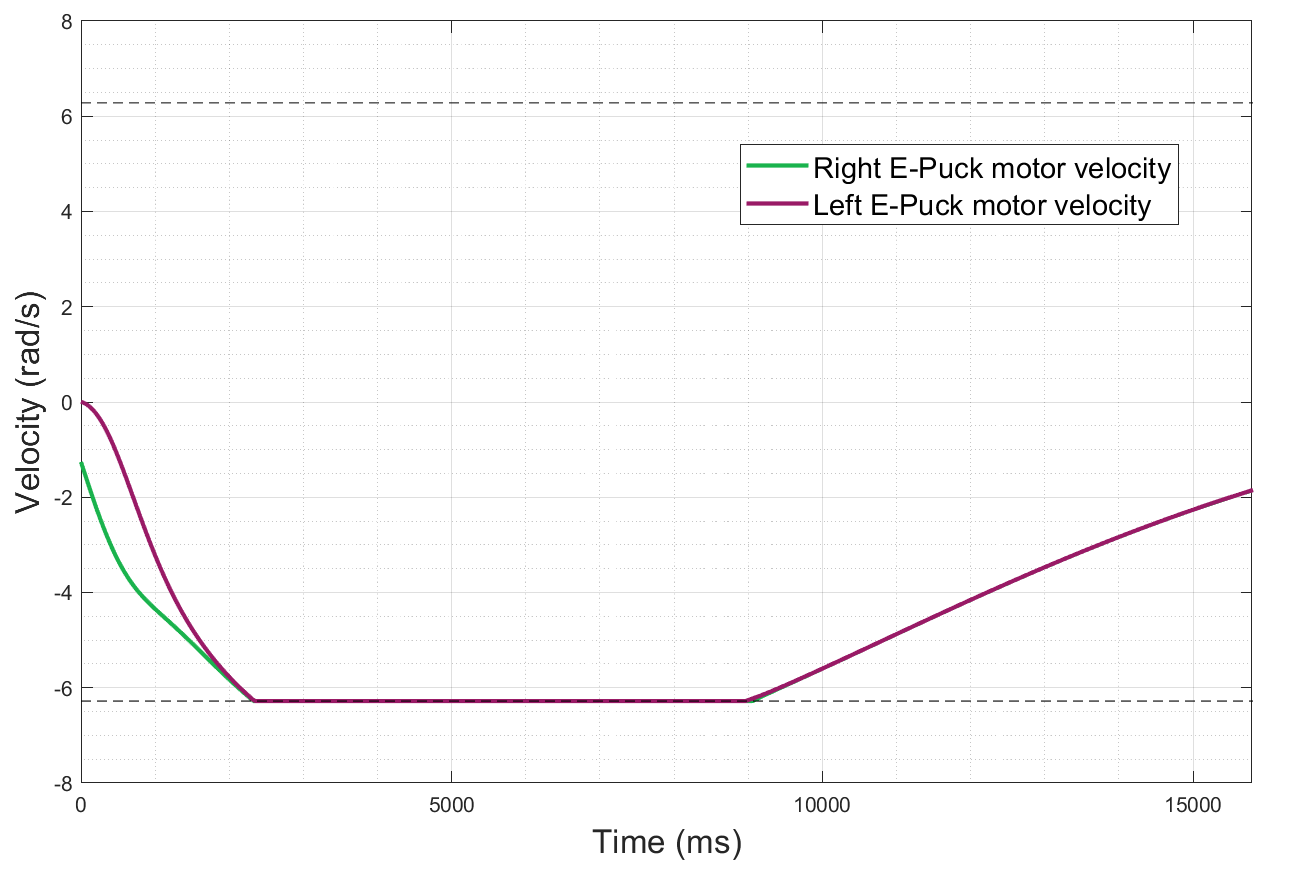 8
6
4
2
0
-2
-4
-6
-8
Velocity (rad/s)
Right E-Puck motor velocity
Left E-Puck motor velocity
0 5000 10000 15000
Time (ms)